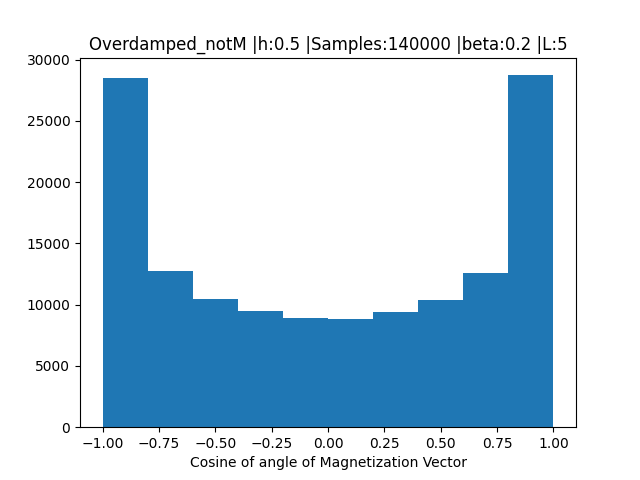 Overdamped_notM |h:0.5 |Samples:140000 |beta:0.2 |L:5
30000
25000
20000
15000
10000
5000
0
−1.00 −0.75 −0.50 −0.25 0.00 0.25 0.50 0.75 1.00
Cosine of angle of Magnetization Vector